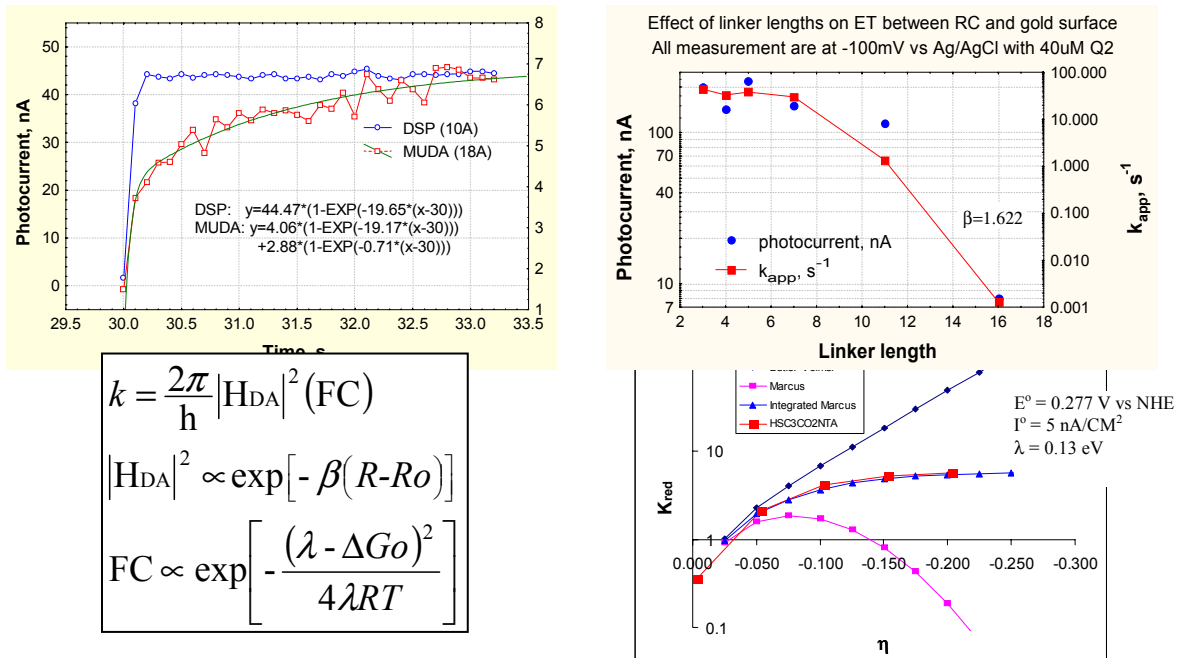 50
40
30
20
10
0
Photocurrent, nA
8
7
6
5
4
3
2
1
DSP (10A)
MUDA (18A)
DSP: y=44.47*(1-EXP(-19.65*(x-30)))
MUDA: y=4.06*(1-EXP(-19.17*(x-30)))
+2.88*(1-EXP(-0.71*(x-30)))
29.5 30.0 30.5 31.0 31.5 32.0 32.5 33.0 33.5
Time, s
Effect of linker lengths on ET between RC and gold surface
All measurement are at -100mV vs Ag/AgCl with 40uM Q2
100
70
40
10
7
Photocurrent, nA
100.000
10.000
1.000
0.100
0.010
0.001
k_app, s⁻¹
β=1.622
photocurrent, nA
k_app, s⁻¹
2 4 6 8 10 12 14 16 18
Linker length
k = 2π/h |H_DA|² (FC)
|H_DA|² ∝ exp[- β(R-Ro)]
FC ∝ exp[- (λ - ΔGo)² / 4λRT]
Marcus
Integrated Marcus
HSC3CO2NTA
Eº = 0.277 V vs NHE
Iº = 5 nA/CM²
λ = 0.13 eV
10
1
0.1
K_red
0.000 -0.050 -0.100 -0.150 -0.200 -0.250 -0.300
η